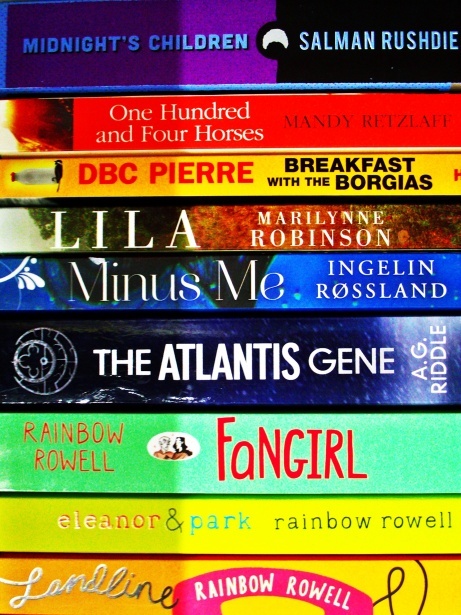 MIDNIGHT'S CHILDREN SALMAN RUSHDIE
One Hundred
and Four Horses
MANDY RETZLAFF
DBC PIERRE
BREAKFAST
WITH THE BORGIAS
H
LILA
MARILYNNE
ROBINSON
Minus Me
INGELIN
RØSSLAND
THE ATLANTIS GENE
A.G.
RIDDLE
RAINBOW
ROWELL
FaNGIRL
eleanor & park rainbow rowell
Landline
RAINBOW ROWELL